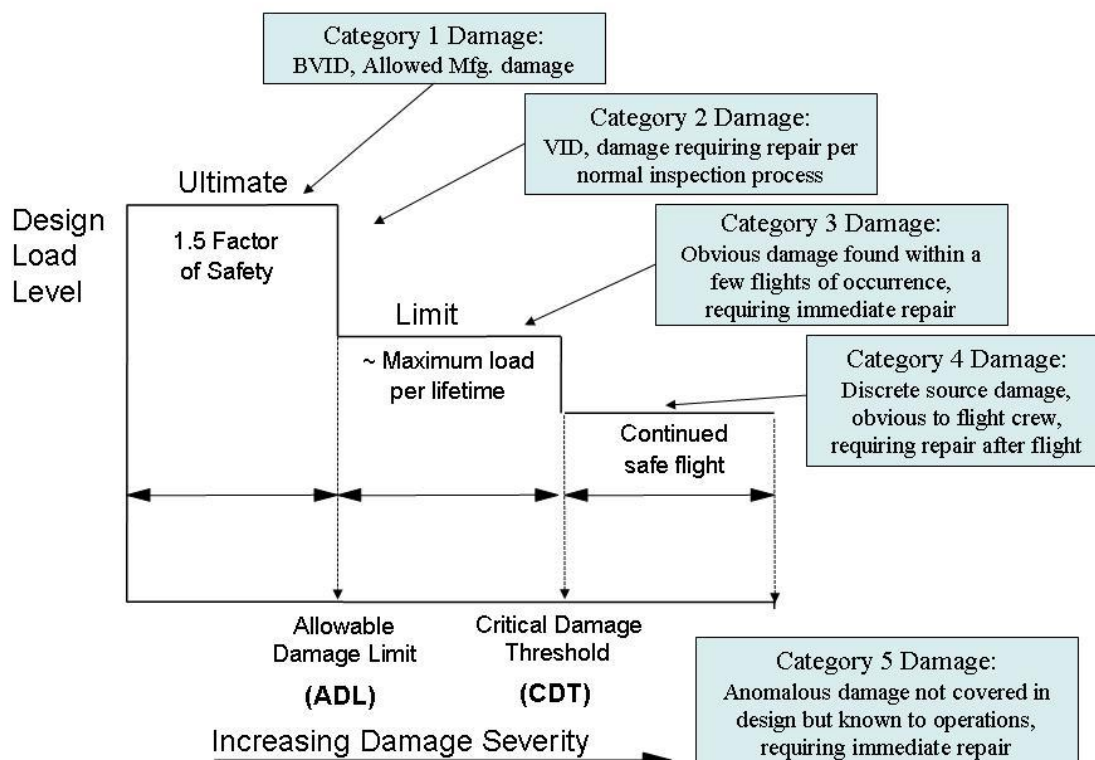 Category 1 Damage:
BVID, Allowed Mfg. damage
Category 2 Damage:
VID, damage requiring repair per
normal inspection process
Ultimate
Design
Load
Level
1.5 Factor
of Safety
Category 3 Damage:
Obvious damage found within a
few flights of occurrence,
requiring immediate repair
Limit
~ Maximum load
per lifetime
Category 4 Damage:
Discrete source damage,
obvious to flight crew,
requiring repair after flight
Continued
safe flight
Allowable
Damage Limit
(ADL)
Critical Damage
Threshold
(CDT)
Category 5 Damage:
Anomalous damage not covered in
design but known to operations,
requiring immediate repair
Increasing Damage Severity